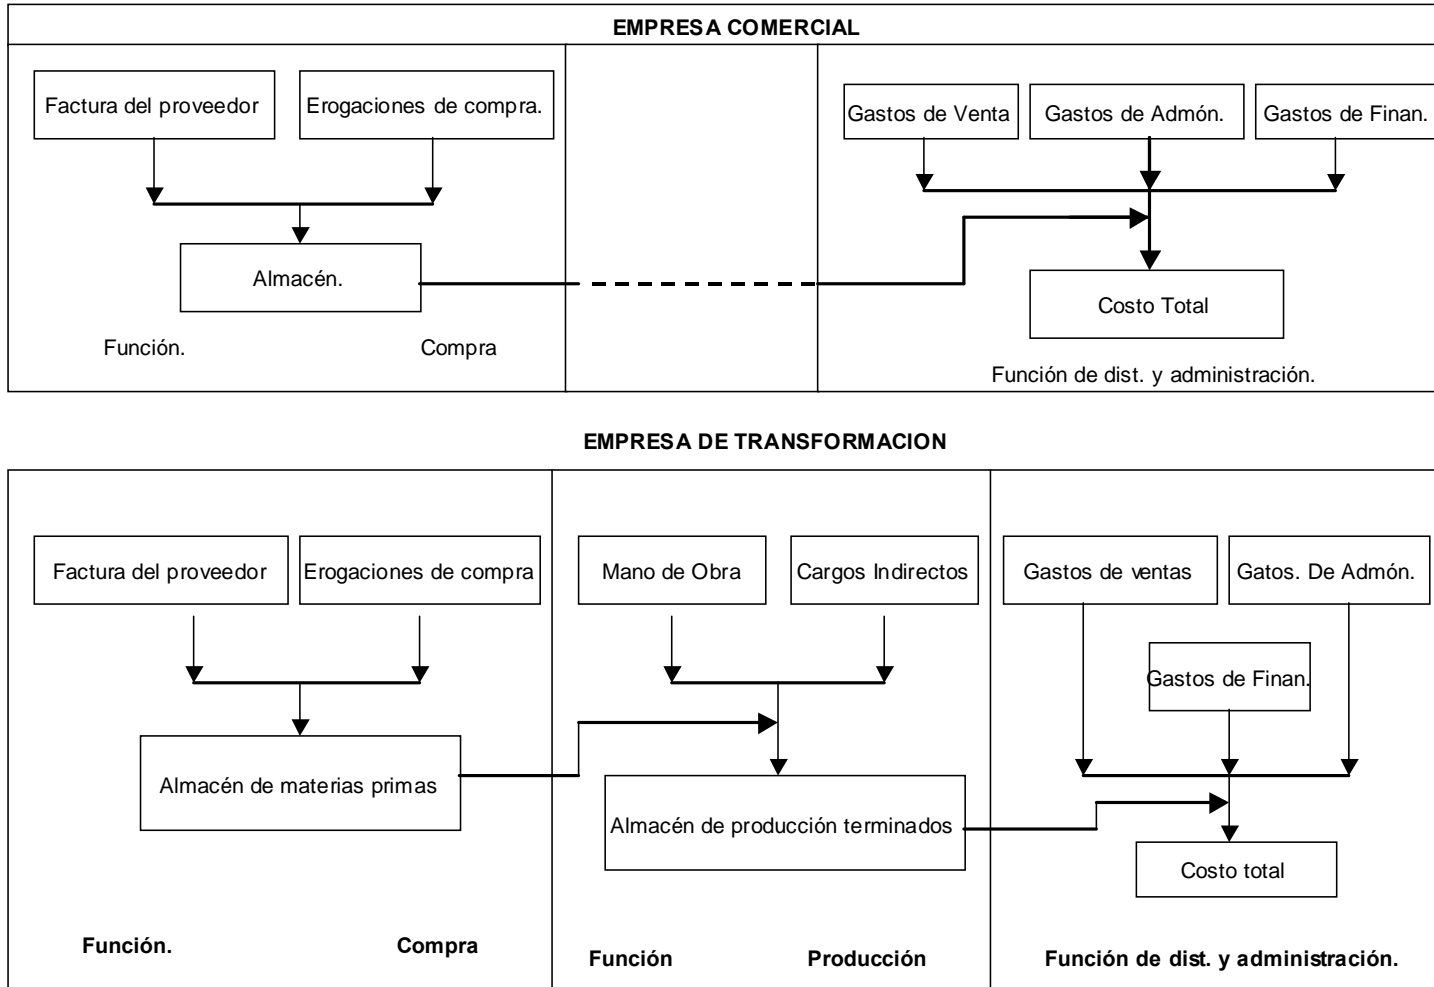 EMPRESA COMERCIAL
Factura del proveedor
Erogaciones de compra.
Gastos de Venta
Gastos de Admón.
Gastos de Finan.
Almacén.
Costo Total
Función.
Compra
Función de dist. y administración.
EMPRESA DE TRANSFORMACION
Factura del proveedor
Erogaciones de compra
Mano de Obra
Cargos Indirectos
Gastos de ventas
Gatos. De Admón.
Gastos de Finan.
Almacén de materias primas
Almacén de producción terminados
Costo total
Función.
Compra
Función
Producción
Función de dist. y administración.